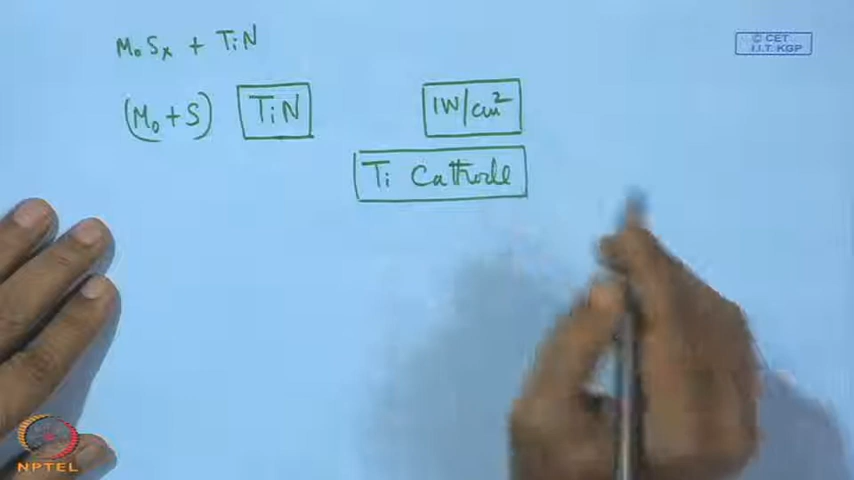 MoSx + TiN
(Mo+S) TiN 1W/cm²
Ti Cathode
© CET
I.I.T. KGP
NPTEL